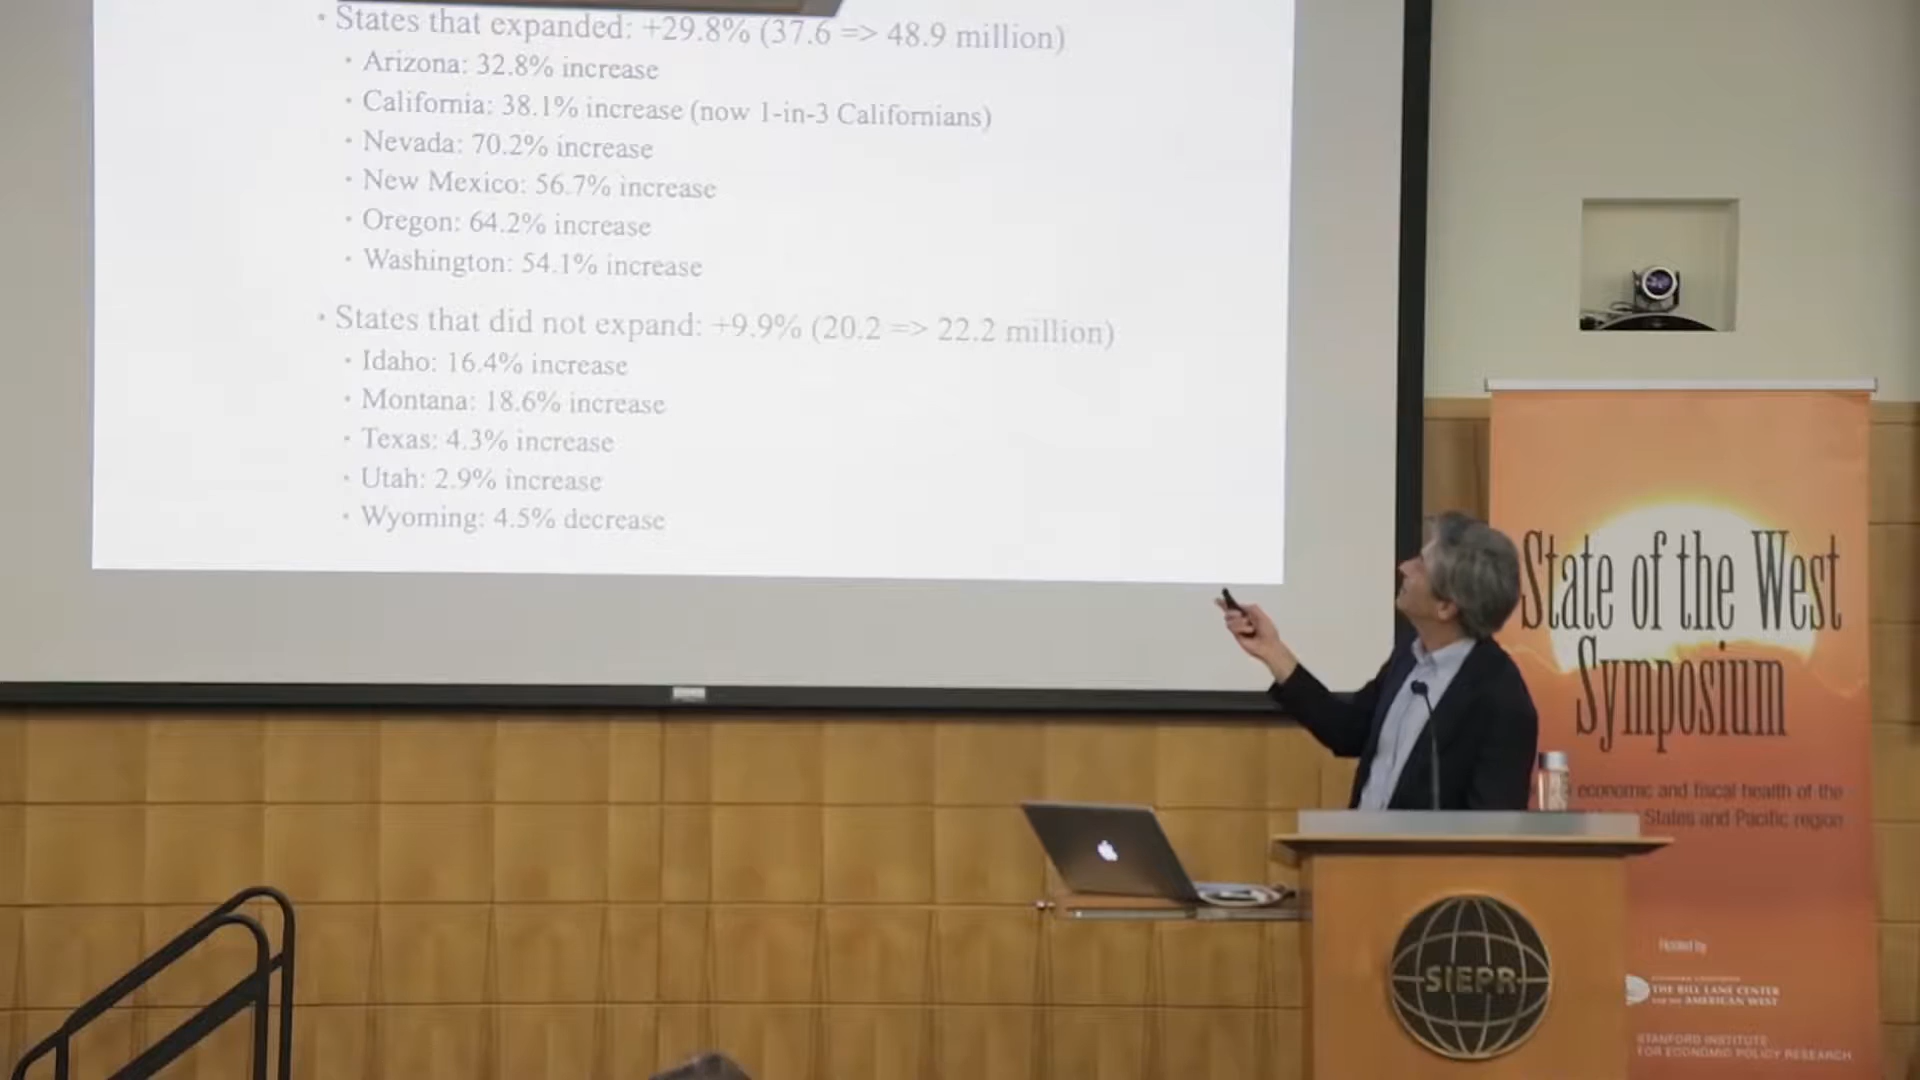 • States that expanded: +29.8% (37.6 => 48.9 million)
• Arizona: 32.8% increase
• California: 38.1% increase (now 1-in-3 Californians)
• Nevada: 70.2% increase
• New Mexico: 56.7% increase
• Oregon: 64.2% increase
• Washington: 54.1% increase
• States that did not expand: +9.9% (20.2 => 22.2 million)
• Idaho: 16.4% increase
• Montana: 18.6% increase
• Texas: 4.3% increase
• Utah: 2.9% increase
• Wyoming: 4.5% decrease
State of the West
Symposium
economic and fiscal health of the
States and Pacific region
SIEPR
Hosted by
THE BILL LANE CENTER
FOR THE AMERICAN WEST
STANFORD INSTITUTE
FOR ECONOMIC POLICY RESEARCH